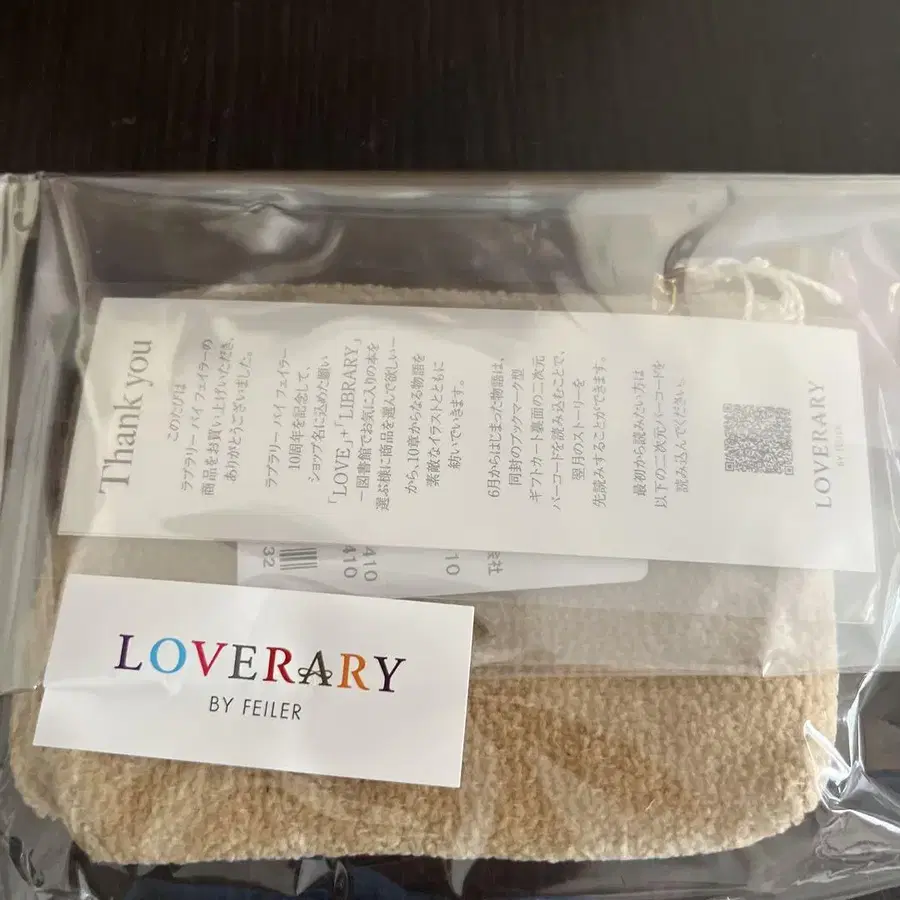 Thank you
このたびは
ラブラリー バイ フェイラーの
商品をお買い上げいただき、
ありがとうございました。
ラブラリー バイ フェイラー
10周年を記念して、
ショップ名に込めた願い
「LOVE」+「LIBRARY」
ー図書館でお気に入りの本を
選ぶ様に商品を選んで欲しいー
から、10章からなる物語を
素敵なイラストとともに
紡いでいきます。
6月からはじまった物語は、
同封のブックマーク型
ギフトカード裏面の二次元
バーコードを読み込むことで、
翌月のストーリーを
先読みすることができます。
最初から読みたい方は
以下の二次元バーコードを
読み込んでください。
LOVERARY
BY FEILER
32
410
410
10
LOVERARY
BY FEILER